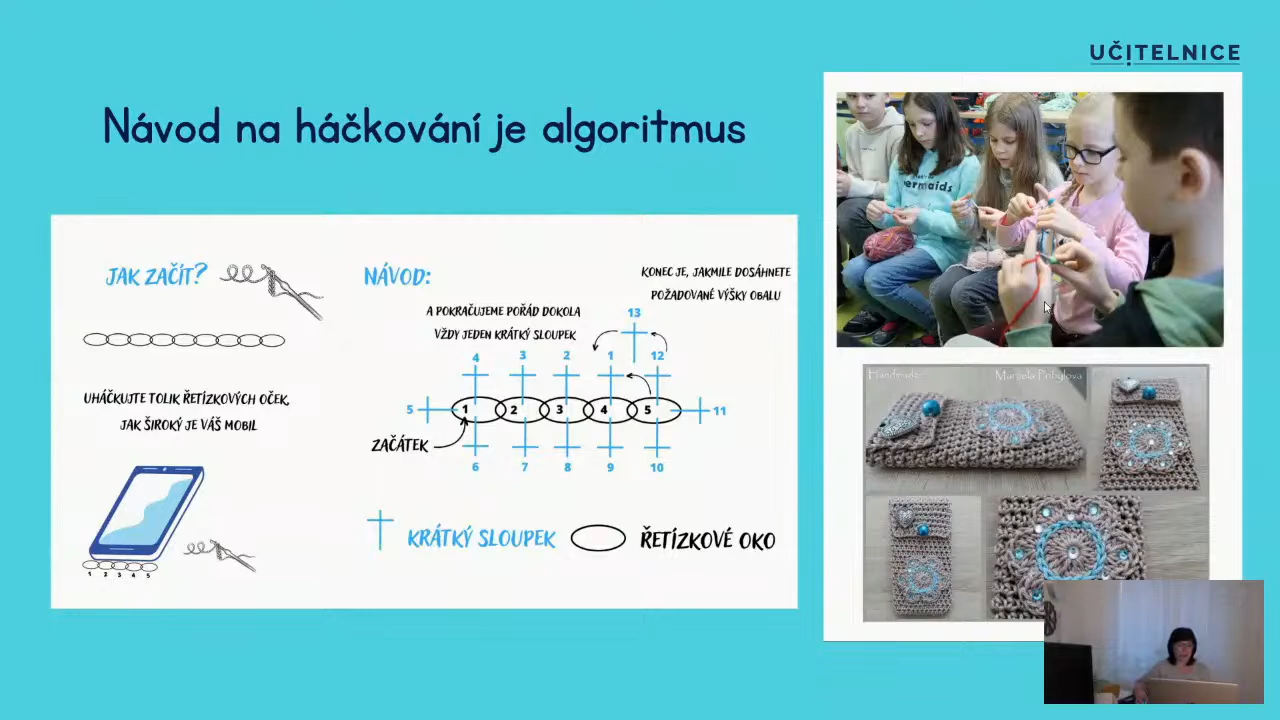 UČITELNICE
Návod na háčkování je algoritmus
JAK ZAČÍT?
UHÁČKUJTE TOLIK ŘETÍZKOVÝCH OČEK,
JAK ŠIROKÝ JE VÁŠ MOBIL
1 2 3 4 5
NÁVOD:
KONEC JE, JAKMILE DOSÁHNETE
POŽADOVANÉ VÝŠKY OBALU
A POKRAČUJEME POŘÁD DOKOLA
VŽDY JEDEN KRÁTKÝ SLOUPEK
13
4 3 2 1 12
5 1 2 3 4 5 11
ZAČÁTEK
6 7 8 9 10
KRÁTKÝ SLOUPEK
ŘETÍZKOVÉ OKO
mermaids
Marcela Přibylová